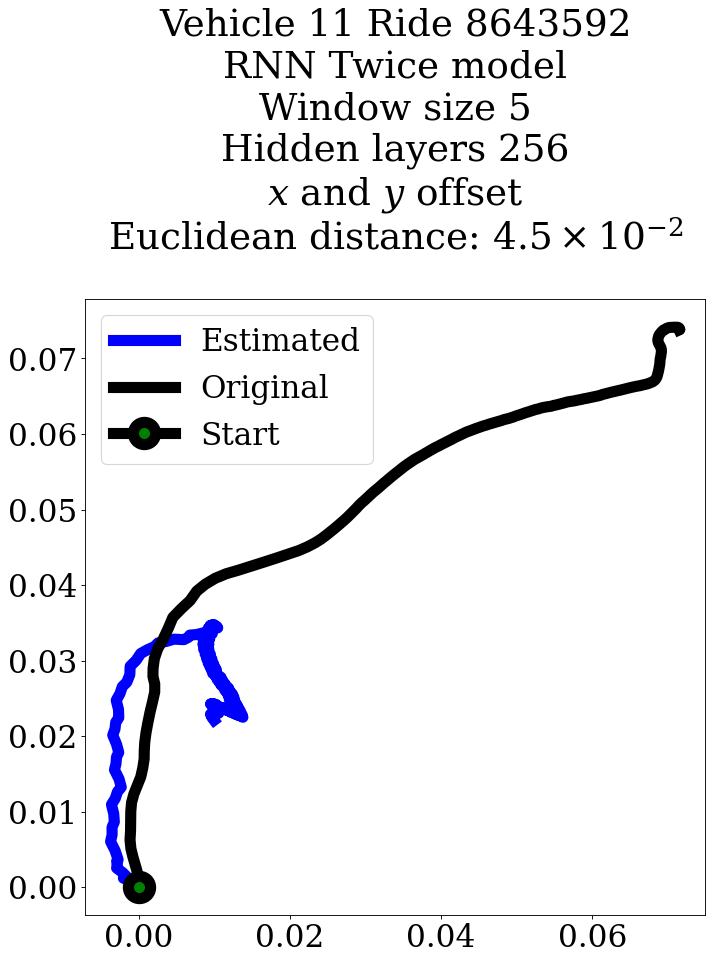 Vehicle 11 Ride 8643592
RNN Twice model
Window size 5
Hidden layers 256
x and y offset
Euclidean distance: 4.5 × 10⁻²
Estimated
Original
Start
0.07
0.06
0.05
0.04
0.03
0.02
0.01
0.00
0.00 0.02 0.04 0.06